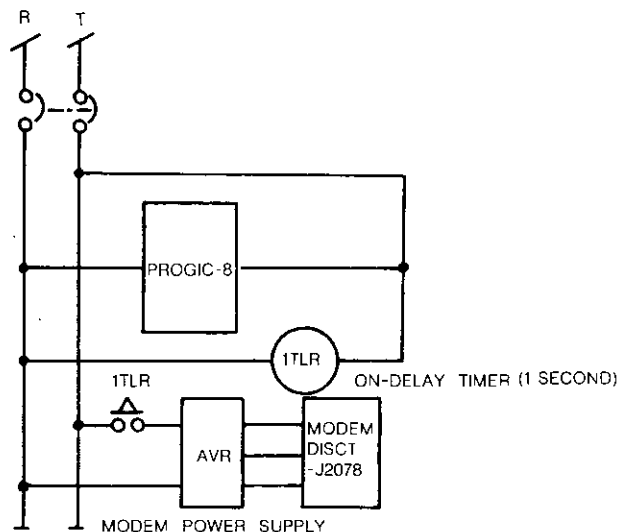 R T
PROGIC-8
1TLR
ON-DELAY TIMER (1 SECOND)
1TLR
AVR
MODEM
DISCT
-J2078
MODEM POWER SUPPLY